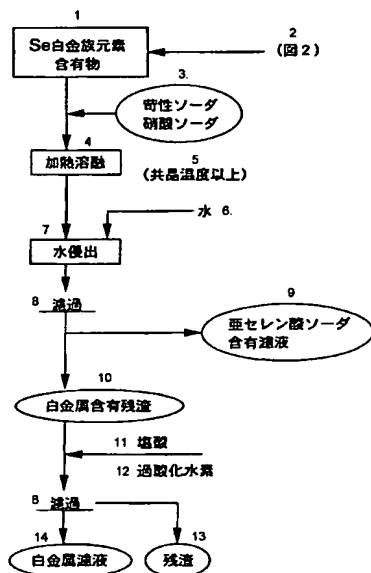 1
Se白金族元素
含有物
2
(図2)
3.
苛性ソーダ
硝酸ソーダ
4
加熱溶融
5
(共晶温度以上)
水 6.
7
水浸出
8 濾過
9
亜セレン酸ソーダ
含有濾液
10
白金属含有残渣
11 塩酸
12 過酸化水素
8 濾過
14
白金属濾液
13
残渣